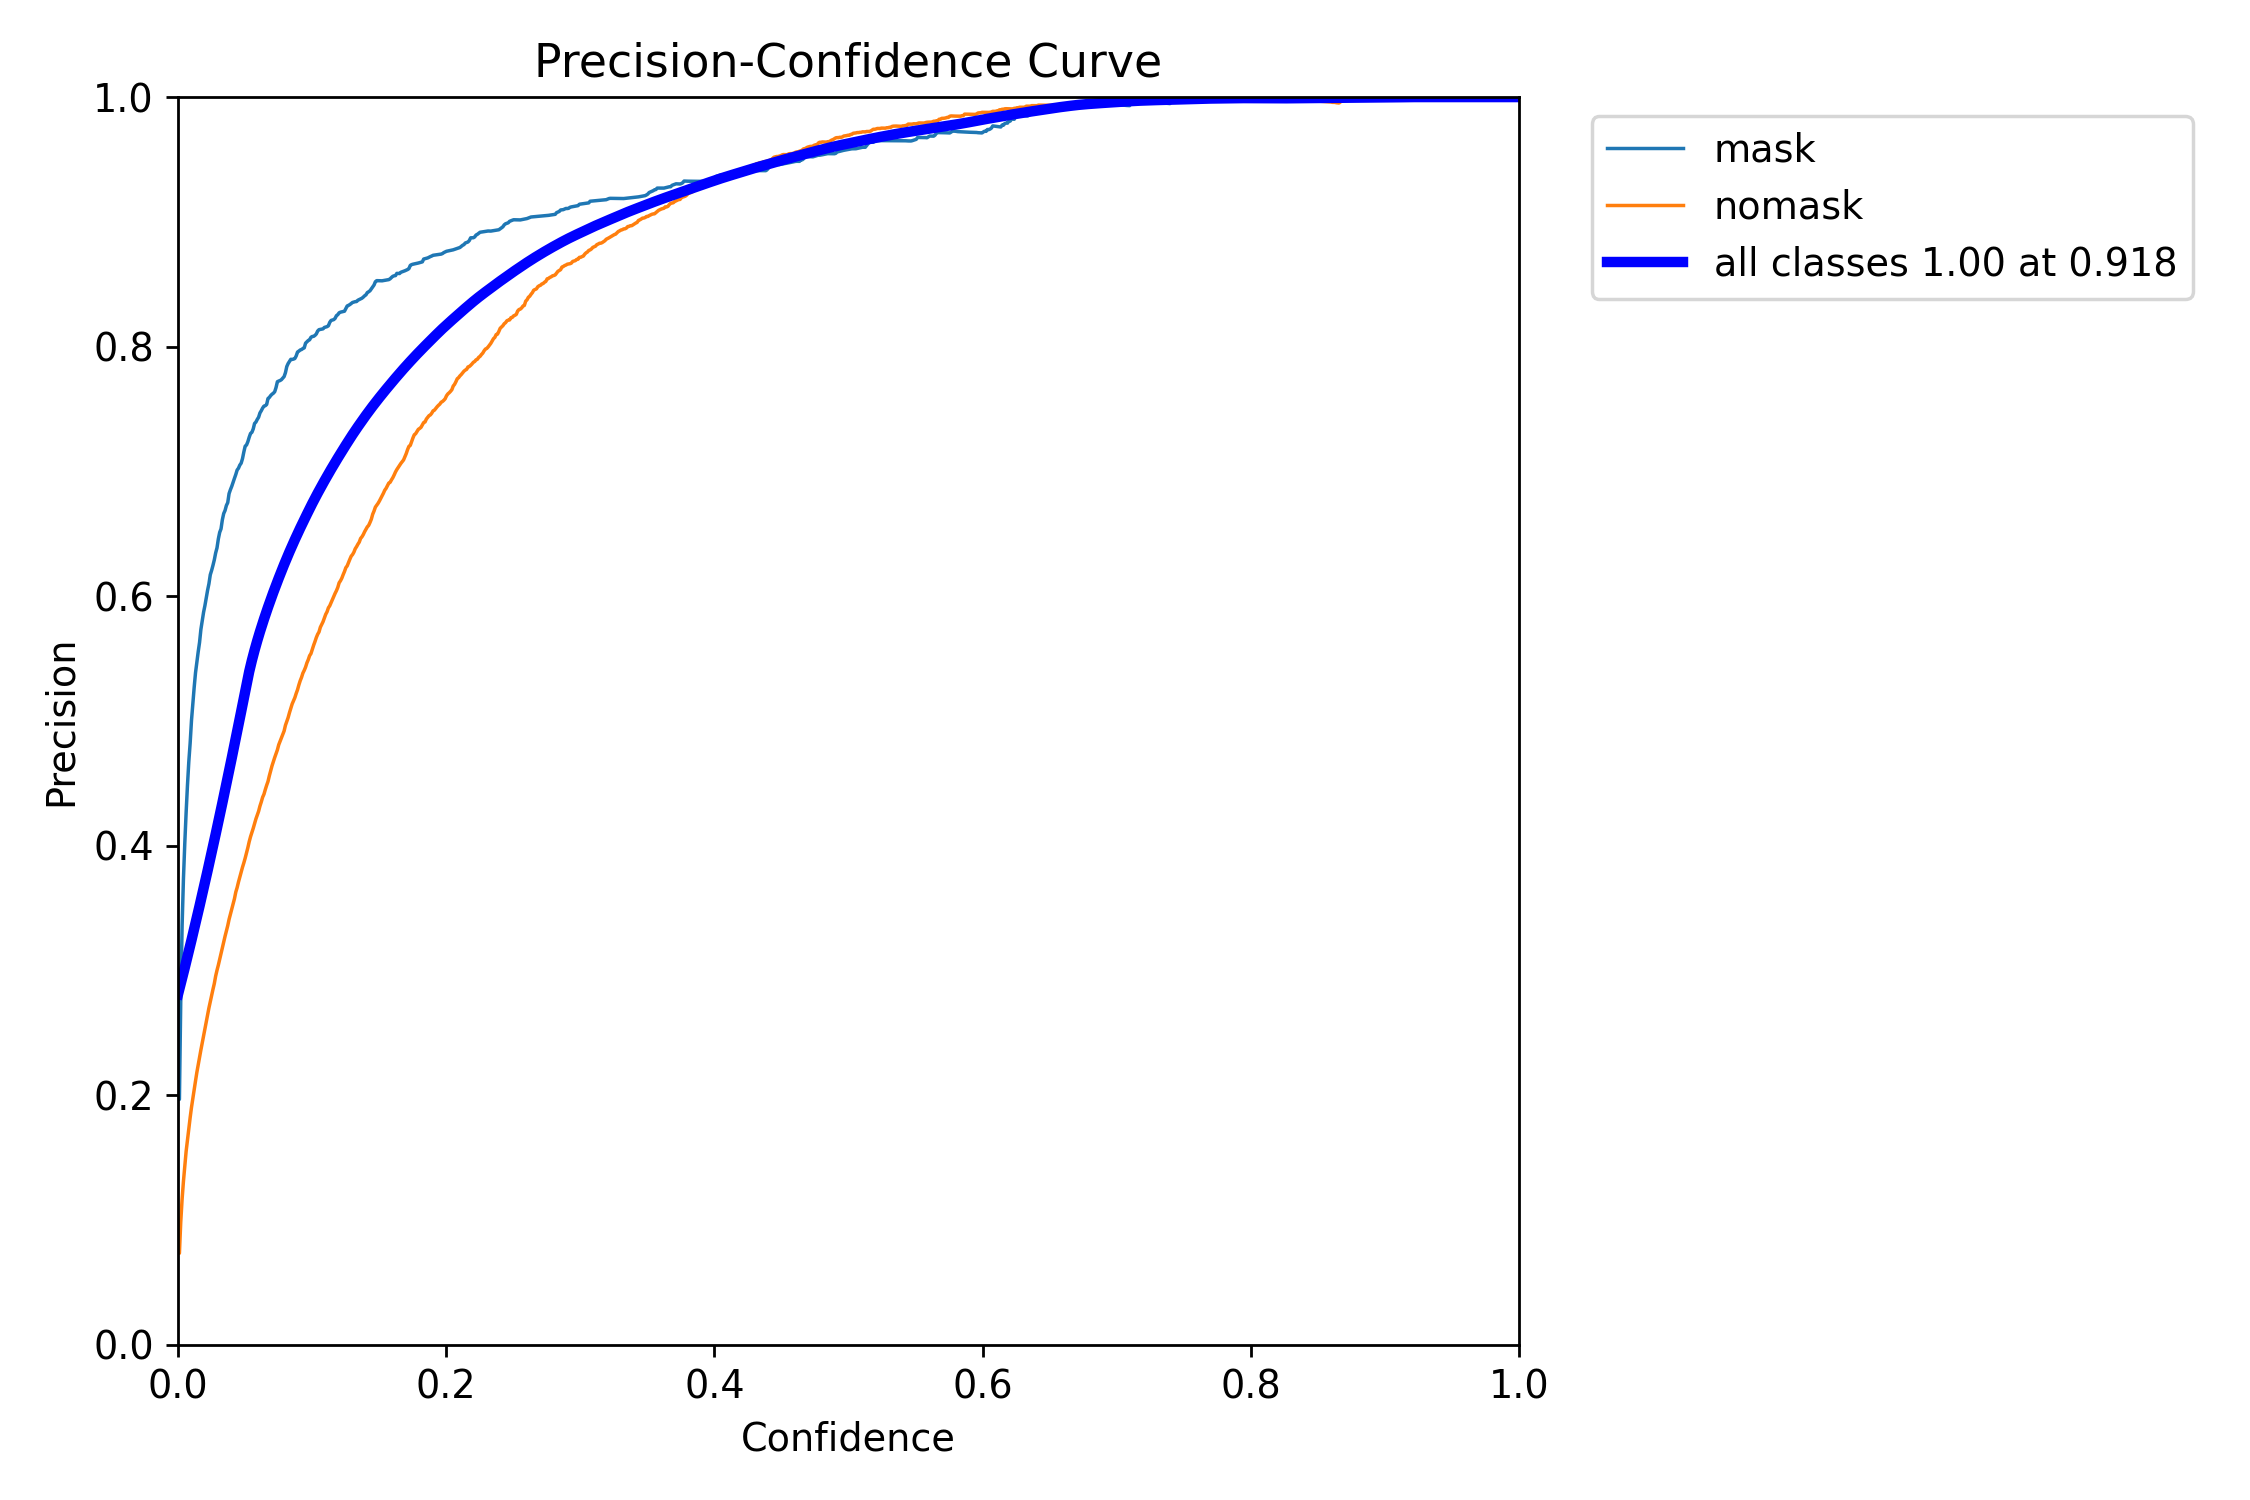 Precision-Confidence Curve
1.0
0.8
0.6
0.4
0.2
0.0
Precision
0.0 0.2 0.4 0.6 0.8 1.0
Confidence
mask
nomask
all classes 1.00 at 0.918